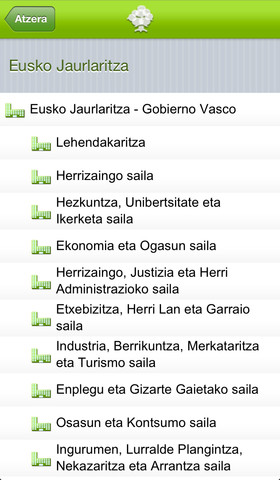 Atzera
Eusko Jaurlaritza
Eusko Jaurlaritza - Gobierno Vasco
Lehendakaritza
Herrizaingo saila
Hezkuntza, Unibertsitate eta
Ikerketa saila
Ekonomia eta Ogasun saila
Herrizaingo, Justizia eta Herri
Administrazioko saila
Etxebizitza, Herri Lan eta Garraio
saila
Industria, Berrikuntza, Merkataritza
eta Turismo saila
Enplegu eta Gizarte Gaietako saila
Osasun eta Kontsumo saila
Ingurumen, Lurralde Plangintza,
Nekazaritza eta Arrantza saila